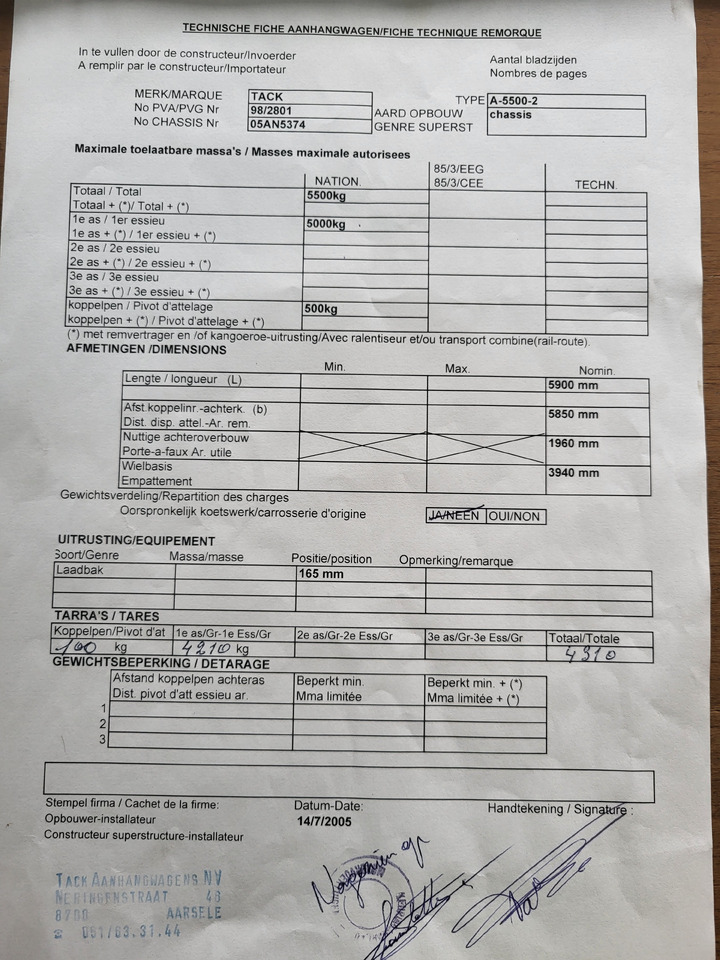 TECHNISCHE FICHE AANHANGWAGEN/FICHE TECHNIQUE REMORQUE
In te vullen door de constructeur/Invoerder
A remplir par le constructeur/Importateur
Aantal bladzijden
Nombres de pages
MERK/MARQUE TACK
No PVA/PVG Nr 98/2801
No CHASSIS Nr 05AN5374
TYPE A-5500-2
AARD OPBOUW chassis
GENRE SUPERST
Maximale toelaatbare massa's / Masses maximale autorisees
NATION. 85/3/EEG 85/3/CEE TECHN.
Totaal / Total 5500kg
Totaal + (*)/ Total + (*)
1e as / 1er essieu 5000kg
1e as + (*) / 1er essieu + (*)
2e as / 2e essieu
2e as + (*) / 2e essieu + (*)
3e as / 3e essieu
3e as + (*) / 3e essieu + (*)
koppelpen / Pivot d'attelage 500kg
koppelpen + (*) / Pivot d'attelage + (*)
(*) met remvertrager en /of kangoeroe-uitrusting/Avec ralentiseur et/ou transport combine(rail-route).
AFMETINGEN /DIMENSIONS
Min. Max. Nomin.
Lengte / longueur (L) 5900 mm
Afst koppelinr.-achterk. (b) 5850 mm
Dist. disp. attel.-Ar. rem.
Nuttige achteroverbouw 1960 mm
Porte-a-faux Ar. utile
Wielbasis 3940 mm
Empattement
Gewichtsverdeling/Repartition des charges
Oorspronkelijk koetswerk/carrosserie d'origine JA/NEEN OUI/NON
UITRUSTING/EQUIPEMENT
Soort/Genre Massa/masse Positie/position Opmerking/remarque
Laadbak 165 mm
TARRA'S / TARES
Koppelpen/Pivot d'at 1e as/Gr-1e Ess/Gr 2e as/Gr-2e Ess/Gr 3e as/Gr-3e Ess/Gr Totaal/Totale
100 kg 4210 kg 4310
GEWICHTSBEPERKING / DETARAGE
Afstand koppelpen achteras Beperkt min. Beperkt min. + (*)
Dist. pivot d'att essieu ar. Mma limitée Mma limitée + (*)
1
2
3
Stempel firma / Cachet de la firme: Datum-Date: Handtekening / Signature :
Opbouwer-installateur 14/7/2005
Constructeur superstructure-installateur
TACK AANHANGWAGENS NV
NERINGENSTRAAT 48
8700 AARSELE
☎ 051/63.31.44